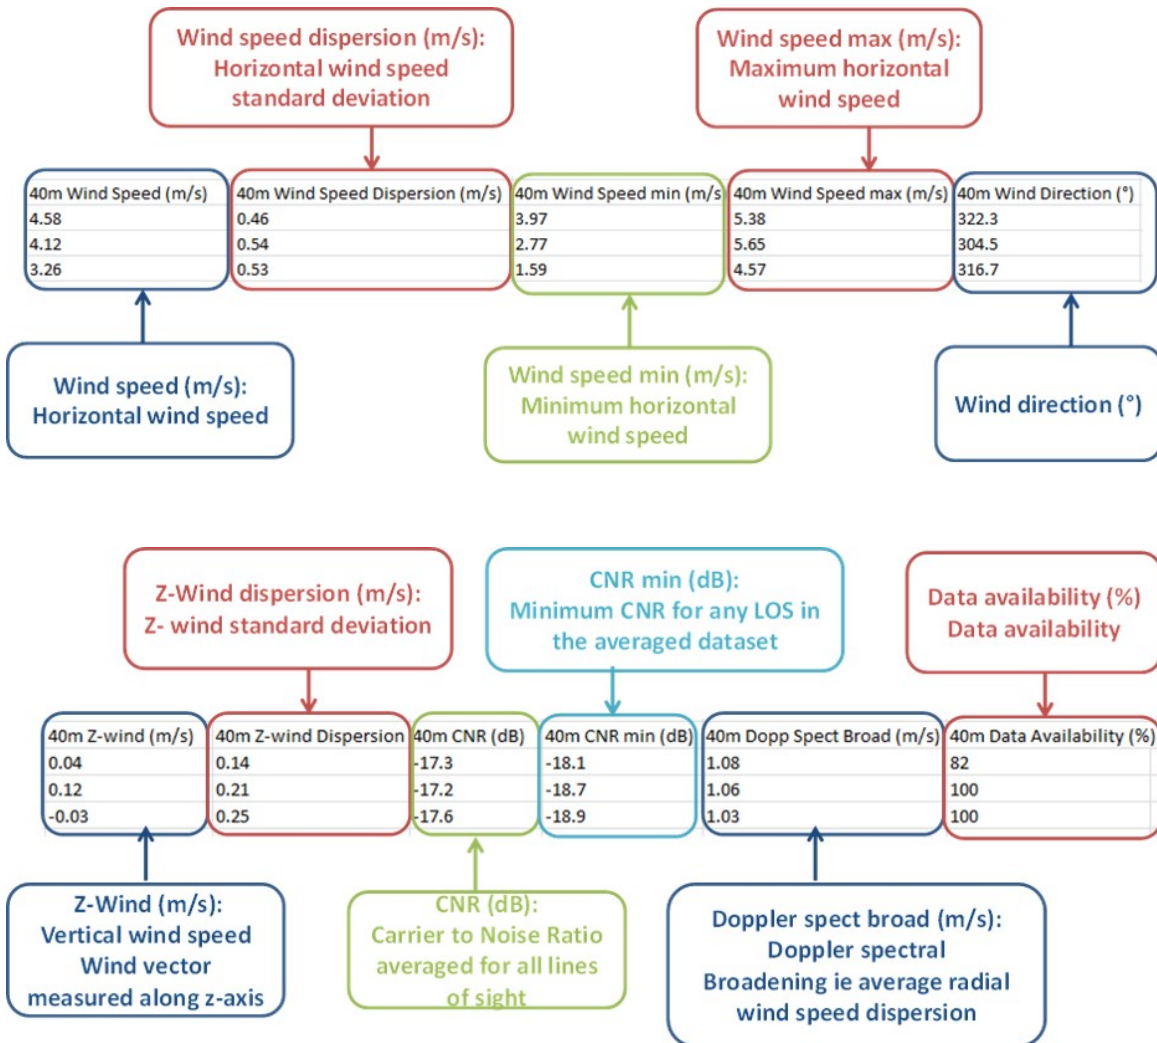 Wind speed dispersion (m/s):
Horizontal wind speed
standard deviation
Wind speed max (m/s):
Maximum horizontal
wind speed
40m Wind Speed (m/s) 40m Wind Speed Dispersion (m/s) 40m Wind Speed min (m/s 40m Wind Speed max (m/s) 40m Wind Direction (°)
4.58 0.46 3.97 5.38 322.3
4.12 0.54 2.77 5.65 304.5
3.26 0.53 1.59 4.57 316.7
Wind speed (m/s):
Horizontal wind speed
Wind speed min (m/s):
Minimum horizontal
wind speed
Wind direction (°)
Z-Wind dispersion (m/s):
Z- wind standard deviation
CNR min (dB):
Minimum CNR for any LOS in
the averaged dataset
Data availability (%)
Data availability
40m Z-wind (m/s) 40m Z-wind Dispersion 40m CNR (dB) 40m CNR min (dB) 40m Dopp Spect Broad (m/s) 40m Data Availability (%)
0.04 0.14 -17.3 -18.1 1.08 82
0.12 0.21 -17.2 -18.7 1.06 100
-0.03 0.25 -17.6 -18.9 1.03 100
Z-Wind (m/s):
Vertical wind speed
Wind vector
measured along z-axis
CNR (dB):
Carrier to Noise Ratio
averaged for all lines
of sight
Doppler spect broad (m/s):
Doppler spectral
Broadening ie average radial
wind speed dispersion